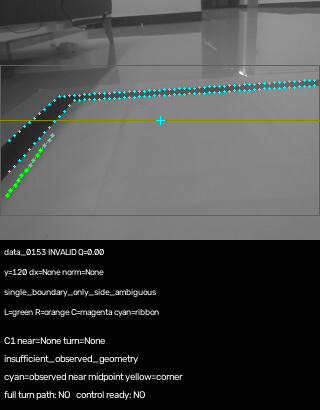 data_0153 INVALID Q=0.00
y=120 dx=None norm=None
single_boundary_only_side_ambiguous
L=green R=orange C=magenta cyan=ribbon
C1 near=None turn=None
insufficient_observed_geometry
cyan=observed near midpoint yellow=corner
full turn path: NO control ready: NO